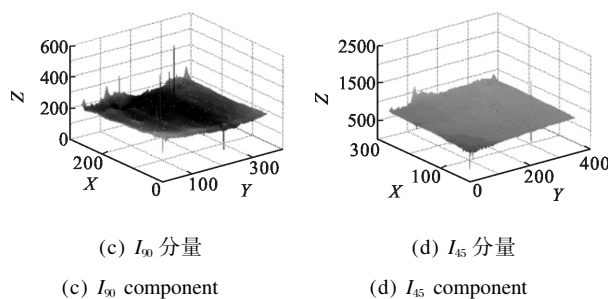 600
400
200
0
Z
200
X
0
100
300
Y
2500
1500
500
Z
300
100
X
0
200
400
Y
(c) I₉₀ 分量
(d) I₄₅ 分量
(c) I₉₀ component
(d) I₄₅ component